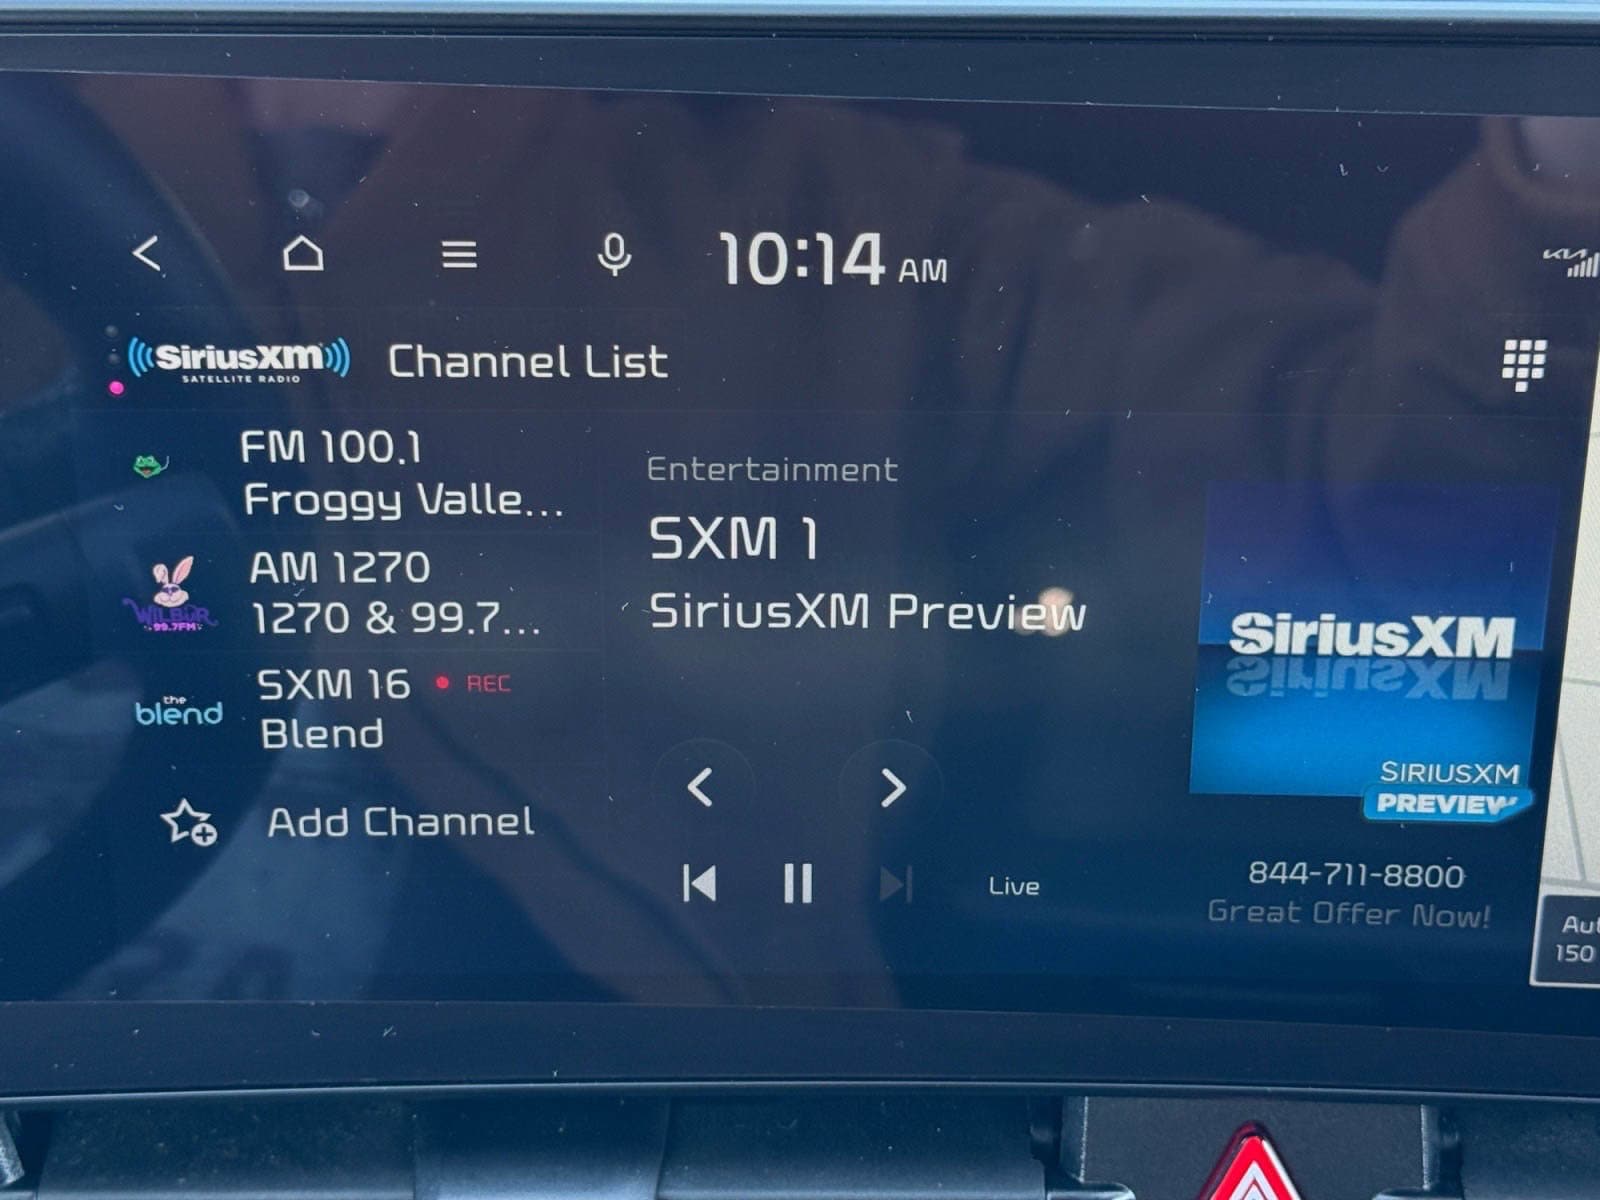 10:14 AM
KIA
SiriusXM
SATELLITE RADIO
Channel List
FM 100.1
Froggy Valle...
WILBUR
99.7FM
AM 1270
1270 & 99.7...
the
blend
SXM 16 REC
Blend
Add Channel
Entertainment
SXM 1
SiriusXM Preview
Live
SiriusXM
SIRIUSXM
PREVIEW
844-711-8800
Great Offer Now!
150